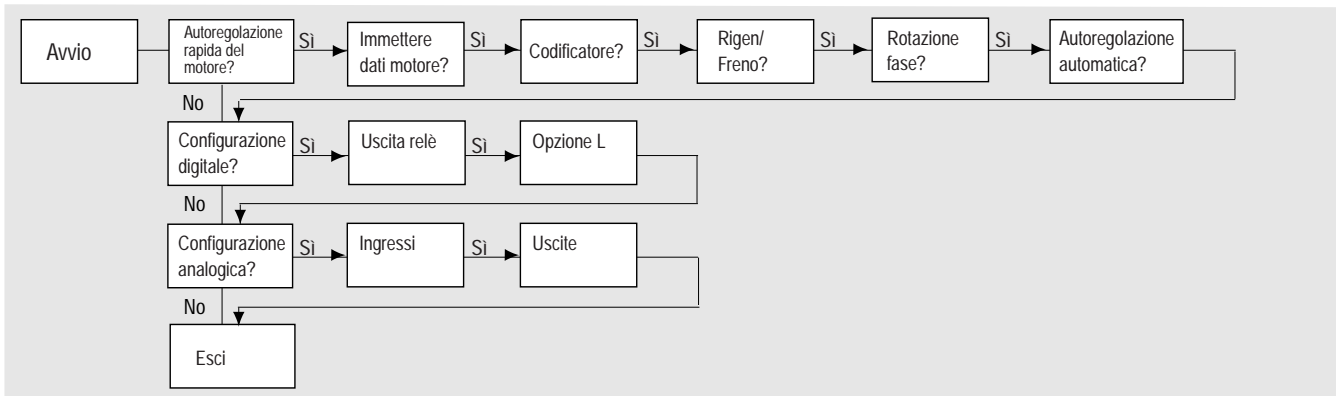 Avvio
Autoregolazione
rapida del
motore?
Sì
Immettere
dati motore?
Sì
Codificatore?
Sì
Rigen/
Freno?
Sì
Rotazione
fase?
Sì
Autoregolazione
automatica?
No
Configurazione
digitale?
Sì
Uscita relè
Sì
Opzione L
No
Configurazione
analogica?
Sì
Ingressi
Sì
Uscite
No
Esci